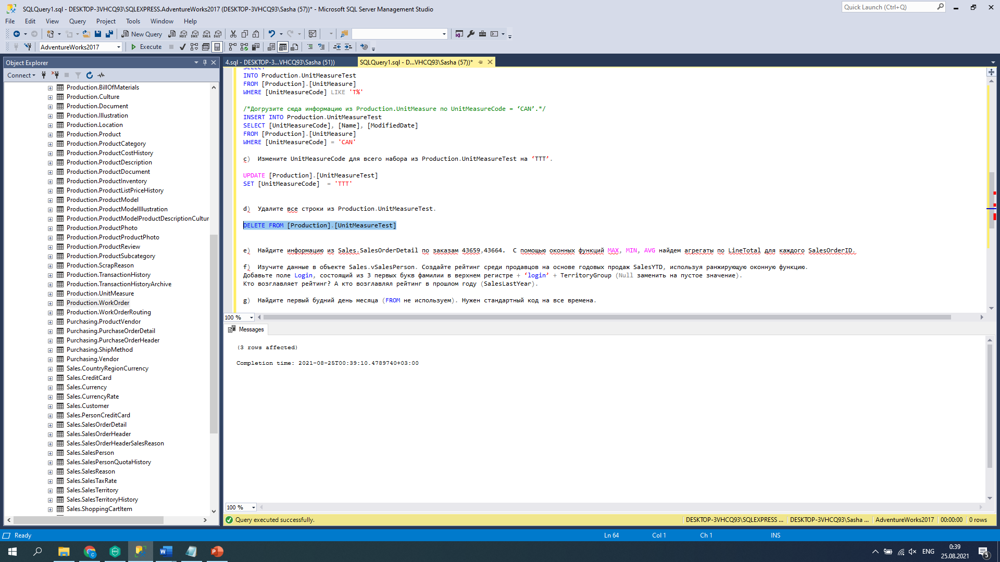 SQLQuery1.sql - DESKTOP-3VHCQ93\SQLEXPRESS.AdventureWorks2017 (DESKTOP-3VHCQ93\Sasha (57))* - Microsoft SQL Server Management Studio
Quick Launch (Ctrl+Q)
File Edit View Query Project Tools Window Help
New Query
MDX DMX XMLA DAX
AdventureWorks2017
Execute
Object Explorer
4.sql - DESKTOP-3...VHCQ93\Sasha (51))
SQLQuery1.sql - D...VHCQ93\Sasha (57))*
Connect
Production.BillOfMaterials
Production.Culture
Production.Document
Production.Illustration
Production.Location
Production.Product
Production.ProductCategory
Production.ProductCostHistory
Production.ProductDescription
Production.ProductDocument
Production.ProductInventory
Production.ProductListPriceHistory
Production.ProductModel
Production.ProductModelIllustration
Production.ProductModelProductDescriptionCultur
Production.ProductPhoto
Production.ProductProductPhoto
Production.ProductReview
Production.ProductSubcategory
Production.ScrapReason
Production.TransactionHistory
Production.TransactionHistoryArchive
Production.UnitMeasure
Production.WorkOrder
Production.WorkOrderRouting
Purchasing.ProductVendor
Purchasing.PurchaseOrderDetail
Purchasing.PurchaseOrderHeader
Purchasing.ShipMethod
Purchasing.Vendor
Sales.CountryRegionCurrency
Sales.CreditCard
Sales.Currency
Sales.CurrencyRate
Sales.Customer
Sales.PersonCreditCard
Sales.SalesOrderDetail
Sales.SalesOrderHeader
Sales.SalesOrderHeaderSalesReason
Sales.SalesPerson
Sales.SalesPersonQuotaHistory
Sales.SalesReason
Sales.SalesTaxRate
Sales.SalesTerritory
Sales.SalesTerritoryHistory
Sales.ShoppingCartItem
SELECT *
INTO Production.UnitMeasureTest
FROM [Production].[UnitMeasure]
WHERE [UnitMeasureCode] LIKE 'T%'
/*Догрузите сюда информацию из Production.UnitMeasure по UnitMeasureCode = ‘CAN’.*/
INSERT INTO Production.UnitMeasureTest
SELECT [UnitMeasureCode], [Name], [ModifiedDate]
FROM [Production].[UnitMeasure]
WHERE [UnitMeasureCode] = 'CAN'
c) Измените UnitMeasureCode для всего набора из Production.UnitMeasureTest на ‘TTT’.
UPDATE [Production].[UnitMeasureTest]
SET [UnitMeasureCode] = 'TTT'
d) Удалите все строки из Production.UnitMeasureTest.
DELETE FROM [Production].[UnitMeasureTest]
e) Найдите информацию из Sales.SalesOrderDetail по заказам 43659,43664. С помощью оконных функций MAX, MIN, AVG найдем агрегаты по LineTotal для каждого SalesOrderID.
f) Изучите данные в объекте Sales.vSalesPerson. Создайте рейтинг среди продавцов на основе годовых продаж SalesYTD, используя ранжирующую оконную функцию.
Добавьте поле Login, состоящий из 3 первых букв фамилии в верхнем регистре + ‘login’ + TerritoryGroup (Null заменить на пустое значение).
Кто возглавляет рейтинг? А кто возглавлял рейтинг в прошлом году (SalesLastYear).
g) Найдите первый будний день месяца (FROM не используем). Нужен стандартный код на все времена.
100 %
Messages
(3 rows affected)
Completion time: 2021-08-25T00:39:10.4789740+03:00
100 %
Query executed successfully.
DESKTOP-3VHCQ93\SQLEXPRESS ... DESKTOP-3VHCQ93\Sasha ... AdventureWorks2017 00:00:00 0 rows
Ready Ln 64 Col 1 Ch 1 INS
ENG
0:39
25.08.2021
5